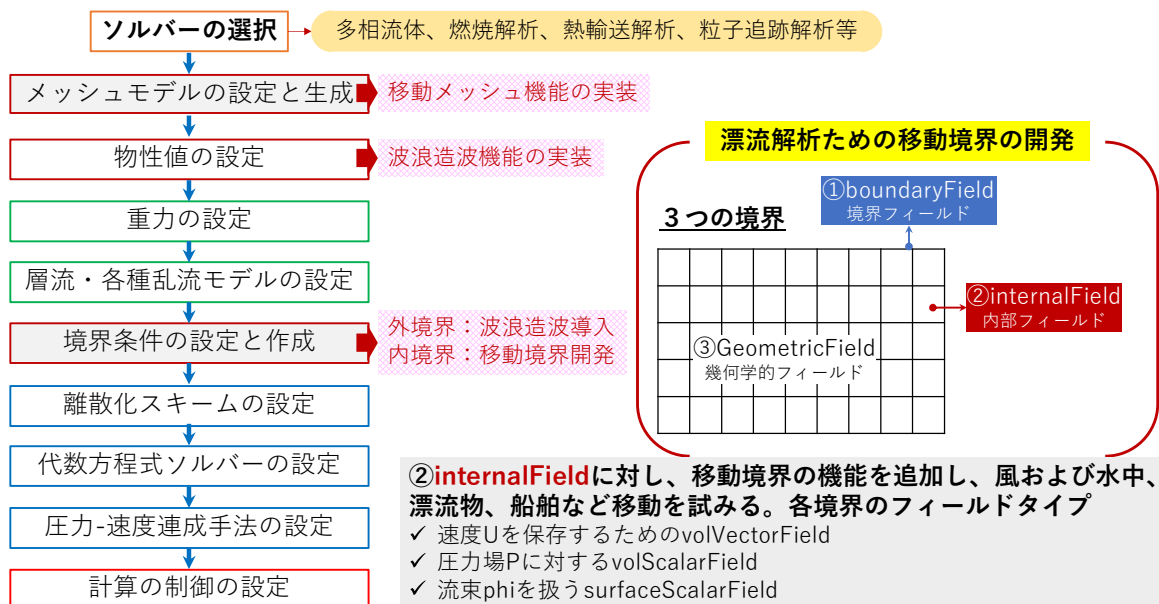 ソルバーの選択
多相流体、燃焼解析、熱輸送解析、粒子追跡解析等
メッシュモデルの設定と生成
移動メッシュ機能の実装
物性値の設定
波浪造波機能の実装
重力の設定
層流・各種乱流モデルの設定
境界条件の設定と作成
外境界：波浪造波導入
内境界：移動境界開発
離散化スキームの設定
代数方程式ソルバーの設定
圧力-速度連成手法の設定
計算の制御の設定
漂流解析ための移動境界の開発
①boundaryField
境界フィールド
３つの境界
②internalField
内部フィールド
③GeometricField
幾何学的フィールド
②internalFieldに対し、移動境界の機能を追加し、風および水中、
漂流物、船舶など移動を試みる。各境界のフィールドタイプ
✓ 速度Uを保存するためのvolVectorField
✓ 圧力場Pに対するvolScalarField
✓ 流束phiを扱うsurfaceScalarField